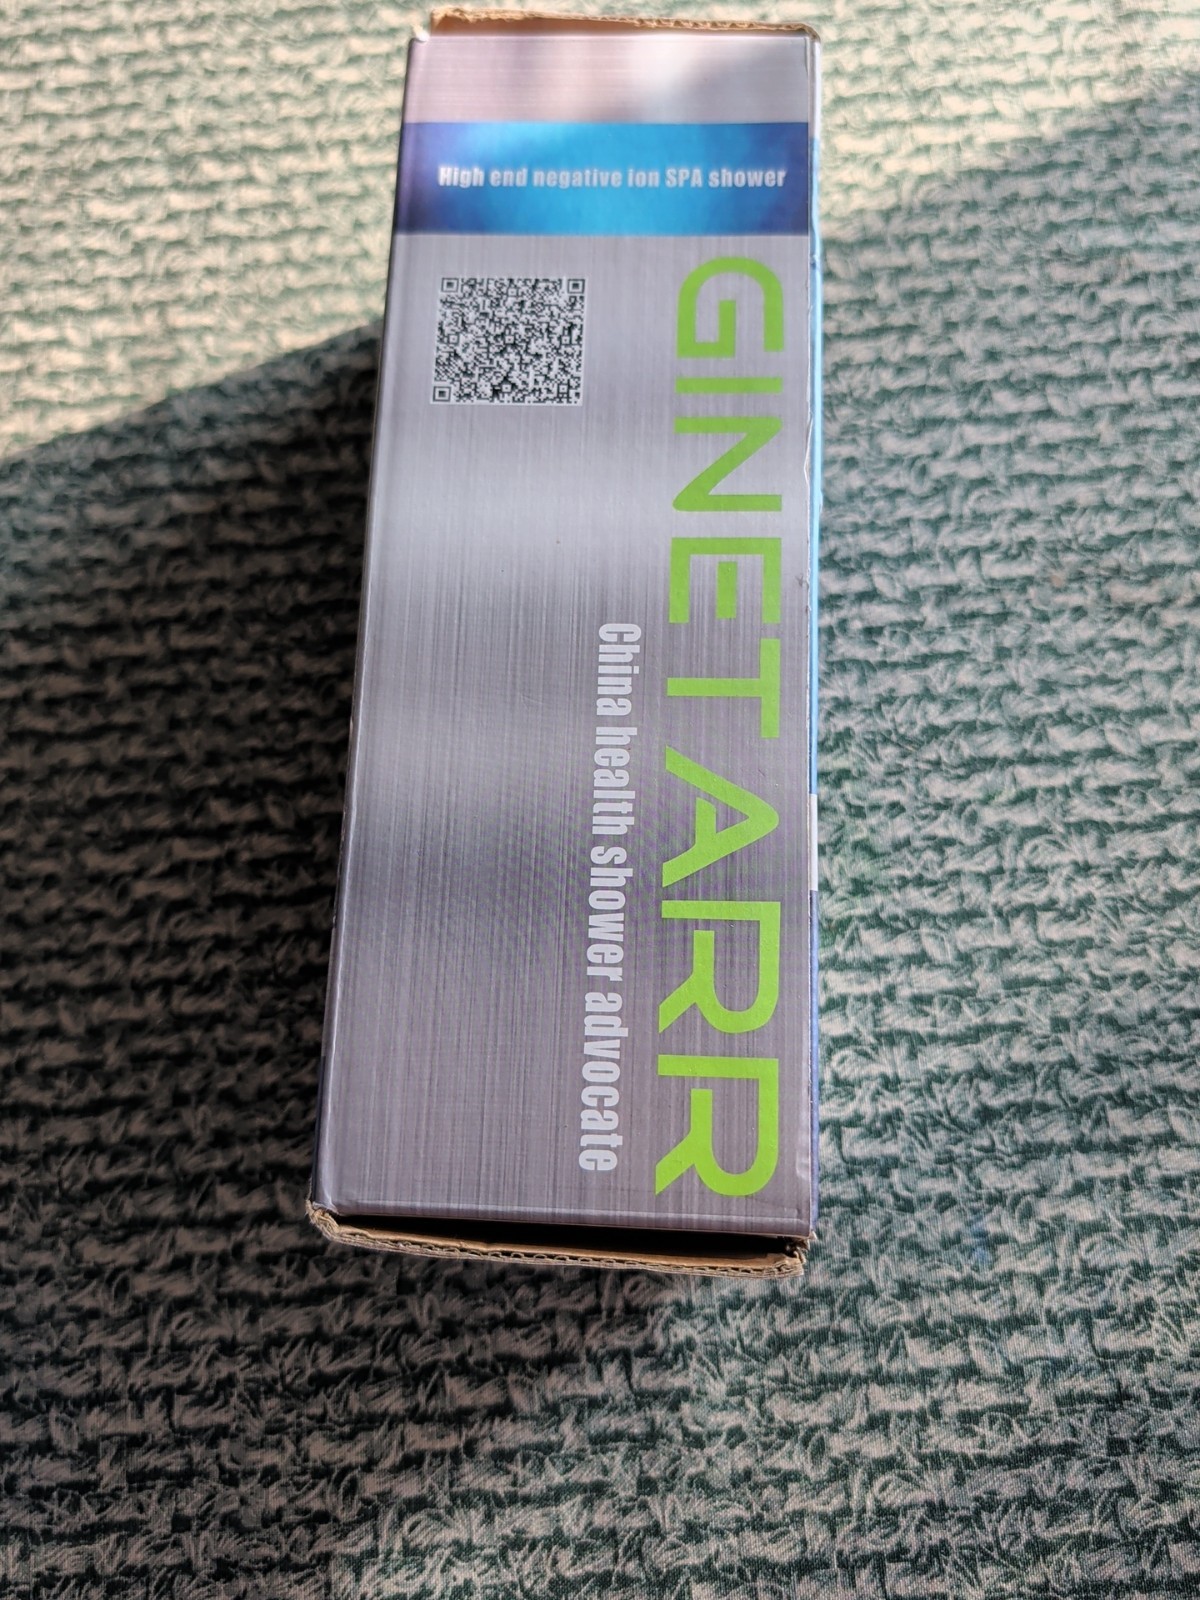 High end negative ion SPA shower
GINETARR
China health shower advocate